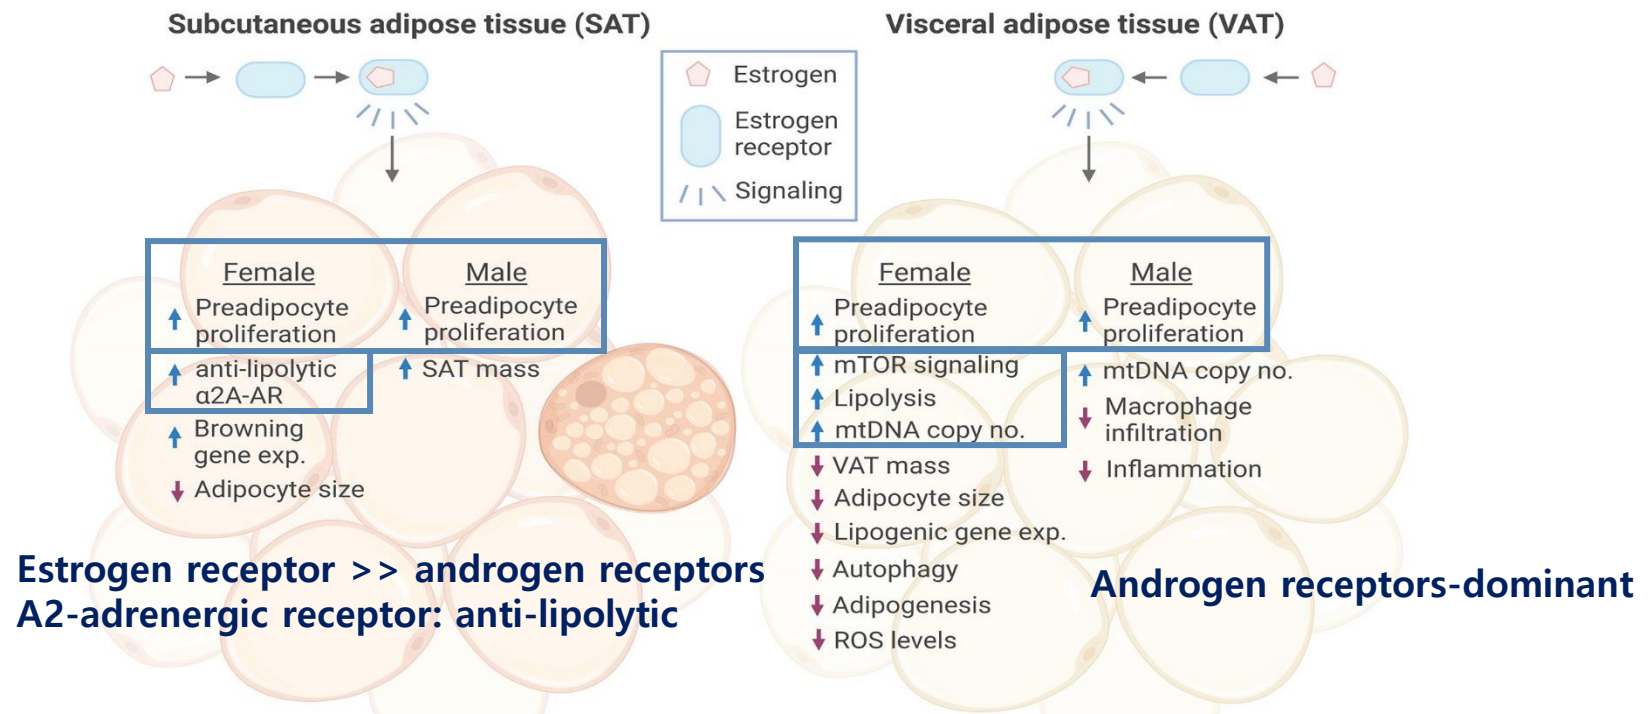 Subcutaneous adipose tissue (SAT)
Visceral adipose tissue (VAT)
Estrogen
Estrogen
receptor
Signaling
Female
Preadipocyte
proliferation
anti-lipolytic
α2A-AR
Browning
gene exp.
Adipocyte size
Male
Preadipocyte
proliferation
SAT mass
Female
Preadipocyte
proliferation
mTOR signaling
Lipolysis
mtDNA copy no.
VAT mass
Adipocyte size
Lipogenic gene exp.
Autophagy
Adipogenesis
ROS levels
Male
Preadipocyte
proliferation
mtDNA copy no.
Macrophage
infiltration
Inflammation
Estrogen receptor >> androgen receptors
A2-adrenergic receptor: anti-lipolytic
Androgen receptors-dominant